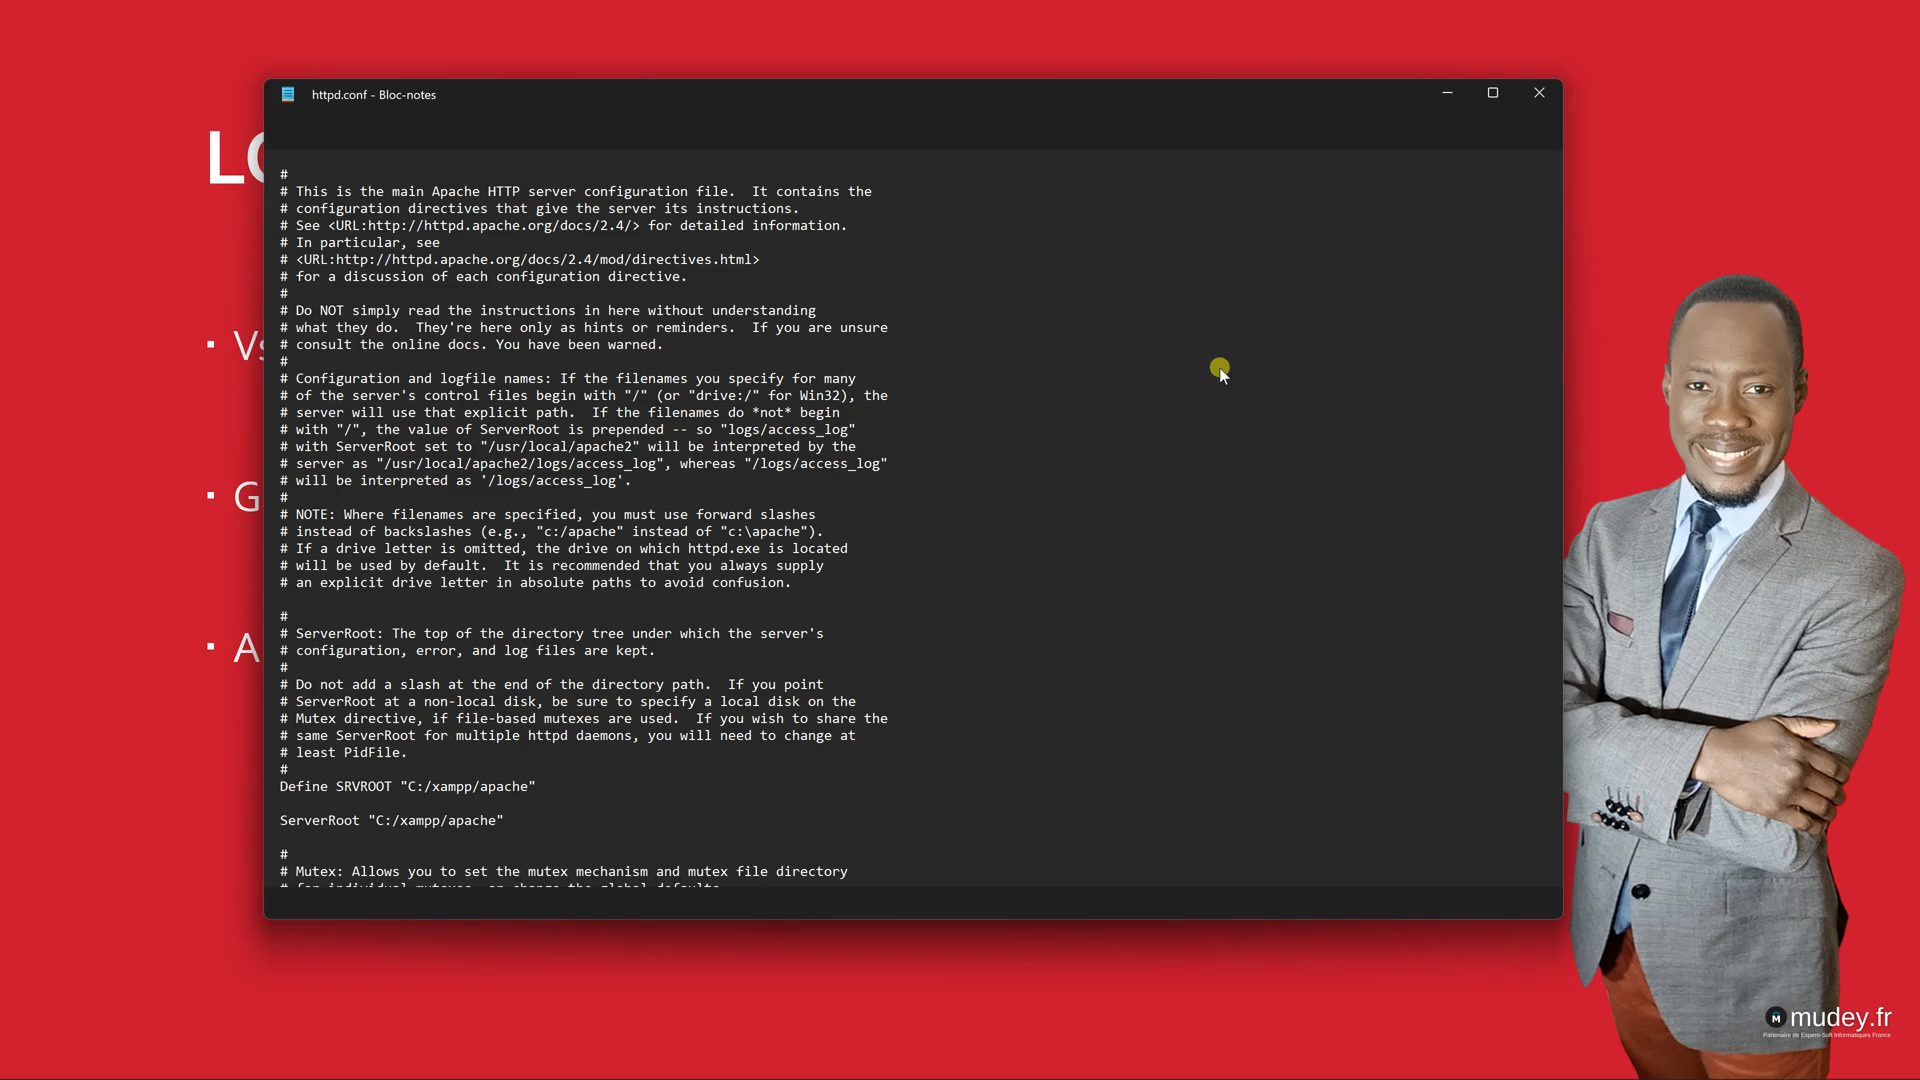 httpd.conf - Bloc-notes
LO
#
# This is the main Apache HTTP server configuration file.  It contains the
# configuration directives that give the server its instructions.
# See <URL:http://httpd.apache.org/docs/2.4/> for detailed information.
# In particular, see
# <URL:http://httpd.apache.org/docs/2.4/mod/directives.html>
# for a discussion of each configuration directive.
#
# Do NOT simply read the instructions in here without understanding
# what they do.  They're here only as hints or reminders.  If you are unsure
# consult the online docs. You have been warned.
#
# Configuration and logfile names: If the filenames you specify for many
# of the server's control files begin with "/" (or "drive:/" for Win32), the
# server will use that explicit path.  If the filenames do *not* begin
# with "/", the value of ServerRoot is prepended -- so "logs/access_log"
# with ServerRoot set to "/usr/local/apache2" will be interpreted by the
# server as "/usr/local/apache2/logs/access_log", whereas "/logs/access_log"
# will be interpreted as '/logs/access_log'.
#
# NOTE: Where filenames are specified, you must use forward slashes
# instead of backslashes (e.g., "c:/apache" instead of "c:\apache").
# If a drive letter is omitted, the drive on which httpd.exe is located
# will be used by default.  It is recommended that you always supply
# an explicit drive letter in absolute paths to avoid confusion.
#
# ServerRoot: The top of the directory tree under which the server's
# configuration, error, and log files are kept.
#
# Do not add a slash at the end of the directory path.  If you point
# ServerRoot at a non-local disk, be sure to specify a local disk on the
# Mutex directive, if file-based mutexes are used.  If you wish to share the
# same ServerRoot for multiple httpd daemons, you will need to change at
# least PidFile.
#
Define SRVROOT "C:/xampp/apache"
ServerRoot "C:/xampp/apache"
#
# Mutex: Allows you to set the mutex mechanism and mutex file directory
# for individual mutexes, or change the global defaults
▪ Vs
▪ G
▪ A
mudey.fr
Partenaire de Espero-Soft Informatiques France